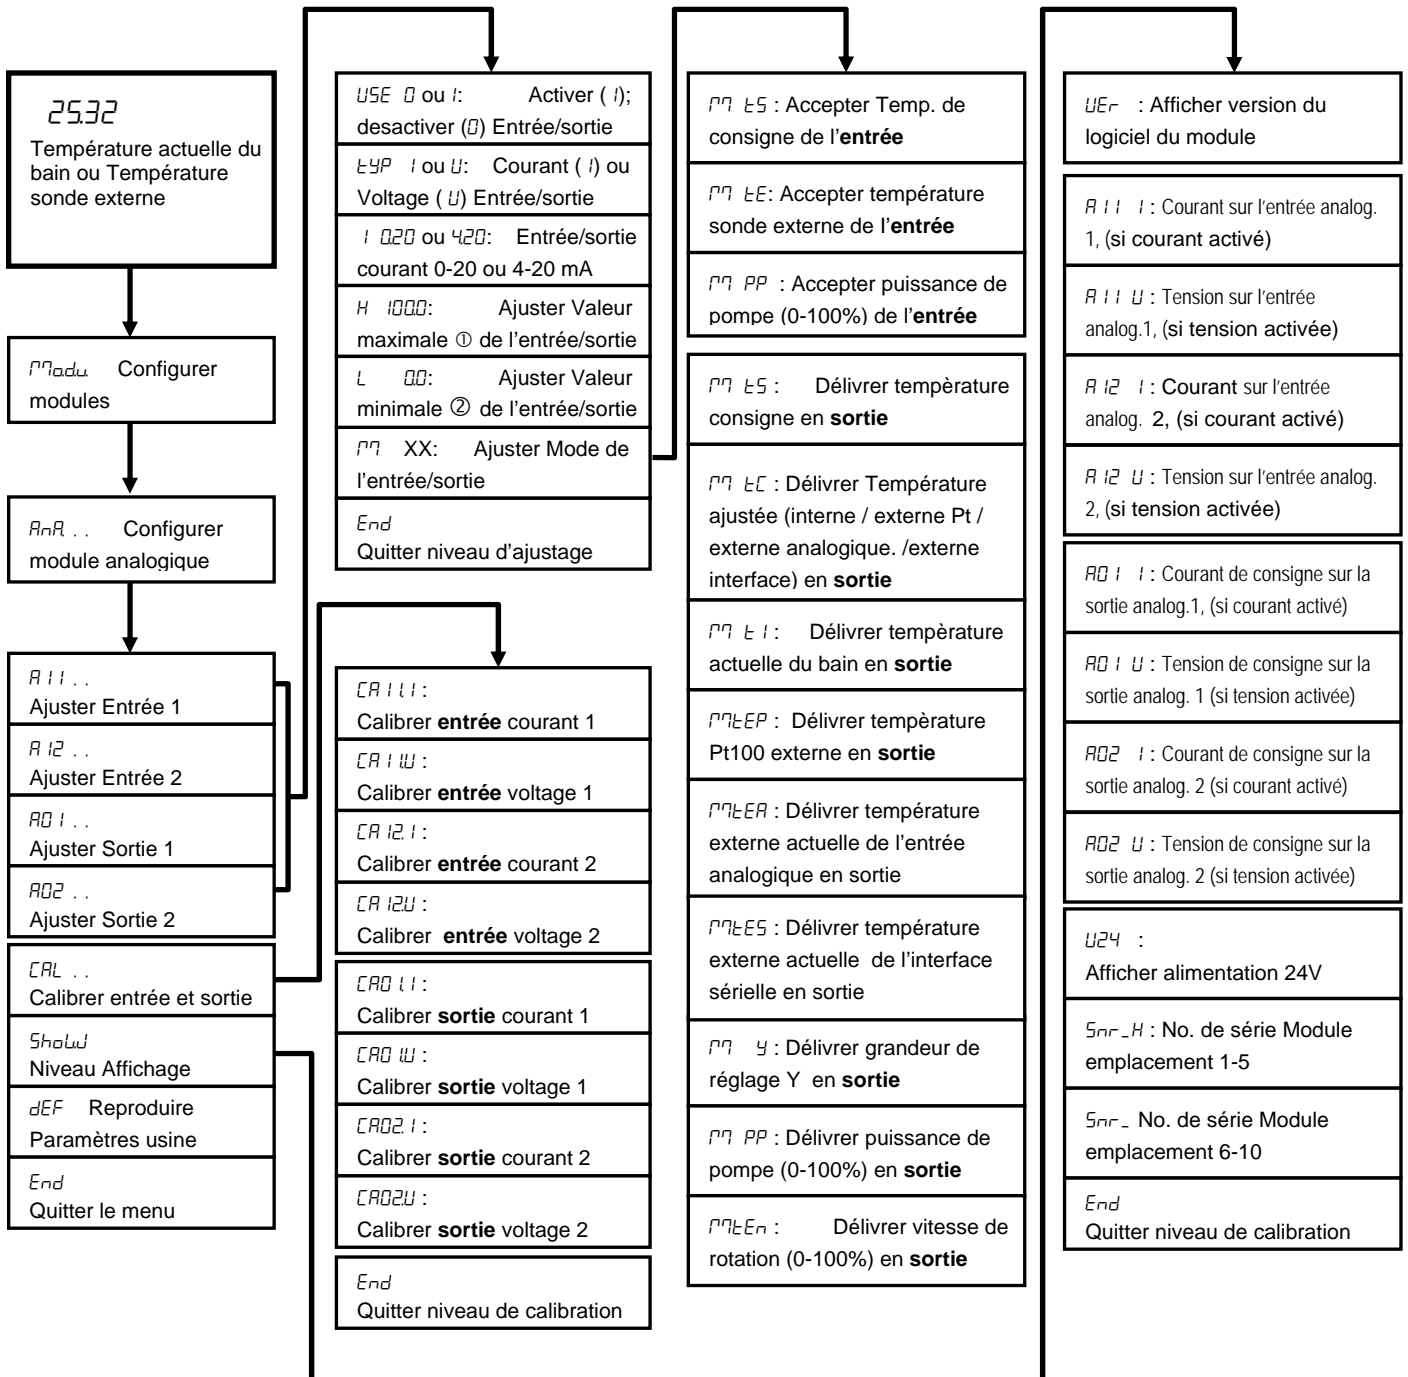 25.32
Température actuelle du
bain ou Température
sonde externe
Modu. Configurer
modules
AnA. . . Configurer
module analogique
AI1 . .
Ajuster Entrée 1
AI2 . .
Ajuster Entrée 2
AO1 . .
Ajuster Sortie 1
AO2 . .
Ajuster Sortie 2
CAL . .
Calibrer entrée et sortie
ShoW
Niveau Affichage
dEF Reproduire
Paramètres usine
End
Quitter le menu
USE 0 ou 1: Activer ( 1);
desactiver (0) Entrée/sortie
tYP I ou U: Courant ( I) ou
Voltage ( U) Entrée/sortie
I 0.20 ou 4.20: Entrée/sortie
courant 0-20 ou 4-20 mA
H 100.0: Ajuster Valeur
maximale ① de l'entrée/sortie
L 0.0: Ajuster Valeur
minimale ② de l'entrée/sortie
M XX: Ajuster Mode de
l'entrée/sortie
End
Quitter niveau d'ajustage
CAI1.I :
Calibrer entrée courant 1
CAI1.U :
Calibrer entrée voltage 1
CAI2.I :
Calibrer entrée courant 2
CAI2.U :
Calibrer entrée voltage 2
CAO1.I :
Calibrer sortie courant 1
CAO1.U :
Calibrer sortie voltage 1
CAO2.I :
Calibrer sortie courant 2
CAO2.U :
Calibrer sortie voltage 2
End
Quitter niveau de calibration
M tS : Accepter Temp. de
consigne de l'entrée
M tE: Accepter température
sonde externe de l'entrée
M PP : Accepter puissance de
pompe (0-100%) de l'entrée
M tS : Délivrer tempèrature
consigne en sortie
M tC : Délivrer Température
ajustée (interne / externe Pt /
externe analogique. /externe
interface) en sortie
M tI : Délivrer tempèrature
actuelle du bain en sortie
MtEP : Délivrer tempèrature
Pt100 externe en sortie
MtEA : Délivrer température
externe actuelle de l'entrée
analogique en sortie
MtES : Délivrer température
externe actuelle de l'interface
sérielle en sortie
M Y : Délivrer grandeur de
réglage Y en sortie
M PP : Délivrer puissance de
pompe (0-100%) en sortie
MtEn : Délivrer vitesse de
rotation (0-100%) en sortie
UEr : Afficher version du
logiciel du module
AI1 I : Courant sur l'entrée analog.
1, (si courant activé)
AI1 U : Tension sur l'entrée
analog.1, (si tension activée)
AI2 I : Courant sur l'entrée
analog. 2, (si courant activé)
AI2 U : Tension sur l'entrée analog.
2, (si tension activée)
AO1 I : Courant de consigne sur la
sortie analog.1, (si courant activé)
AO1 U : Tension de consigne sur la
sortie analog. 1 (si tension activée)
AO2 I : Courant de consigne sur la
sortie analog. 2 (si courant activé)
AO2 U : Tension de consigne sur la
sortie analog. 2 (si tension activée)
U24 :
Afficher alimentation 24V
Snr_H : No. de série Module
emplacement 1-5
Snr_ No. de série Module
emplacement 6-10
End
Quitter niveau de calibration